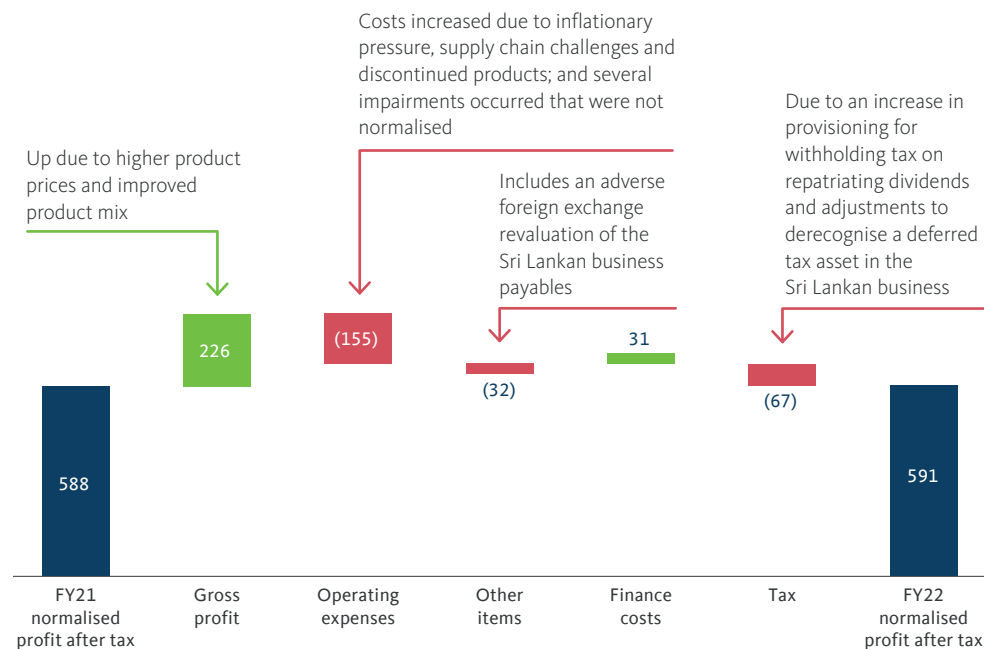 Costs increased due to inflationary
pressure, supply chain challenges and
discontinued products; and several
impairments occurred that were not
normalised
Due to an increase in
provisioning for
withholding tax on
repatriating dividends
and adjustments to
derecognise a deferred
tax asset in the
Sri Lankan business
Up due to higher product
prices and improved
product mix
Includes an adverse
foreign exchange
revaluation of the
Sri Lankan business
payables
588
226
(155)
(32)
31
(67)
591
FY21
normalised
profit after tax
Gross
profit
Operating
expenses
Other
items
Finance
costs
Tax
FY22
normalised
profit after tax